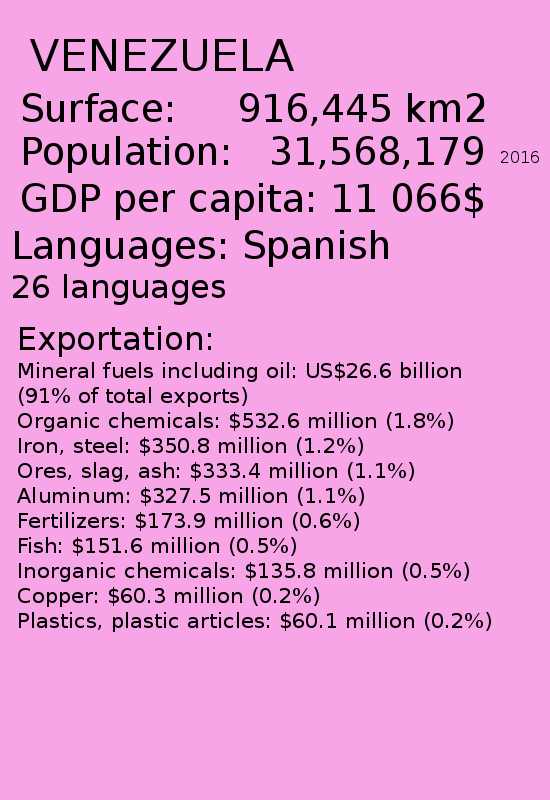 VENEZUELA
Surface: 916,445 km2
Population: 31,568,179 2016
GDP per capita: 11 066$
Languages: Spanish
26 languages
Exportation:
Mineral fuels including oil: US$26.6 billion
(91% of total exports)
Organic chemicals: $532.6 million (1.8%)
Iron, steel: $350.8 million (1.2%)
Ores, slag, ash: $333.4 million (1.1%)
Aluminum: $327.5 million (1.1%)
Fertilizers: $173.9 million (0.6%)
Fish: $151.6 million (0.5%)
Inorganic chemicals: $135.8 million (0.5%)
Copper: $60.3 million (0.2%)
Plastics, plastic articles: $60.1 million (0.2%)